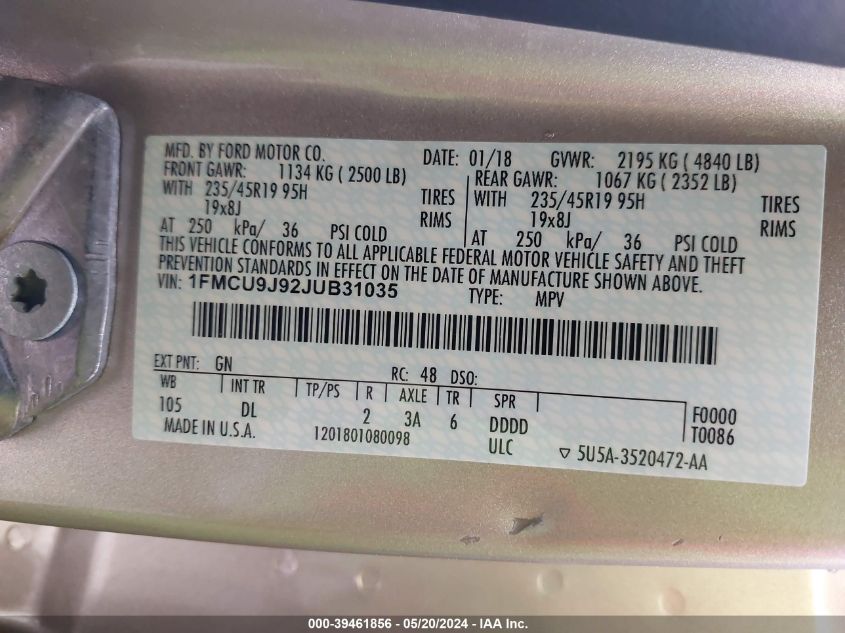 MFD. BY FORD MOTOR CO. DATE: 01/18 GVWR: 2195 KG ( 4840 LB)
FRONT GAWR: 1134 KG ( 2500 LB) REAR GAWR: 1067 KG ( 2352 LB)
WITH 235/45R19 95H TIRES WITH 235/45R19 95H TIRES
19x8J RIMS 19x8J RIMS
AT 250 kPa/ 36 PSI COLD AT 250 kPa/ 36 PSI COLD
THIS VEHICLE CONFORMS TO ALL APPLICABLE FEDERAL MOTOR VEHICLE SAFETY AND THEFT
PREVENTION STANDARDS IN EFFECT ON THE DATE OF MANUFACTURE SHOWN ABOVE.
VIN: 1FMCU9J92JUB31035 TYPE: MPV
EXT PNT: GN RC: 48 DSO:
WB INT TR TP/PS R AXLE TR SPR F0000
105 DL 2 3A 6 DDDD T0086
MADE IN U.S.A. 1201801080098 ULC ▽ 5U5A-3520472-AA
000-39461856 - 05/20/2024 - IAA Inc.